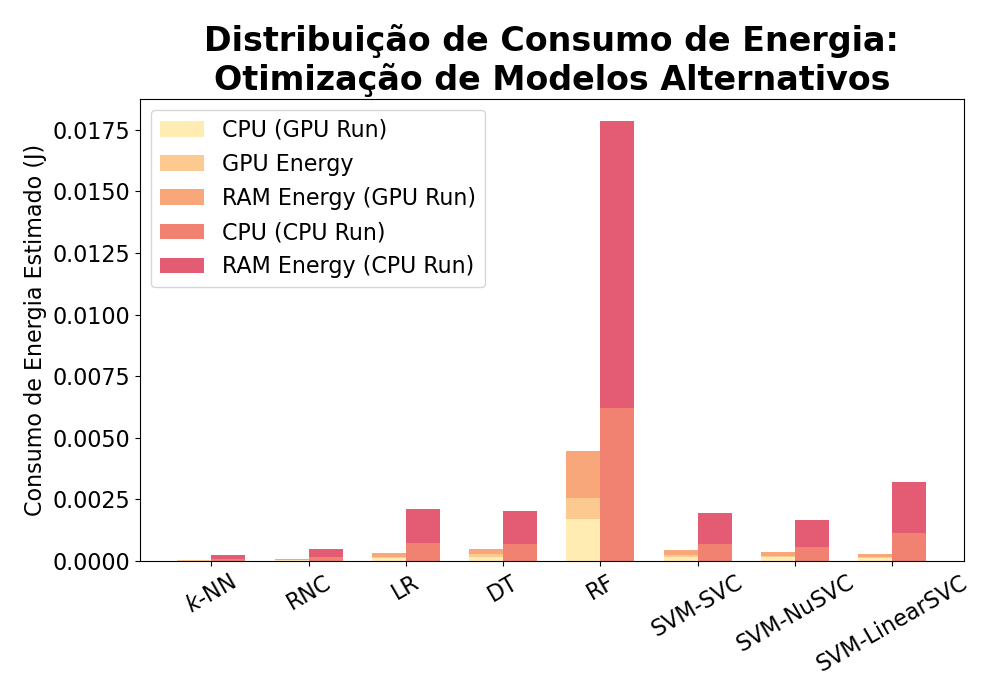 Distribuição de Consumo de Energia:
Otimização de Modelos Alternativos
Consumo de Energia Estimado (J)
0.0175
0.0150
0.0125
0.0100
0.0075
0.0050
0.0025
0.0000
CPU (GPU Run)
GPU Energy
RAM Energy (GPU Run)
CPU (CPU Run)
RAM Energy (CPU Run)
k-NN
RNC
LR
DT
RF
SVM-SVC
SVM-NuSVC
SVM-LinearSVC